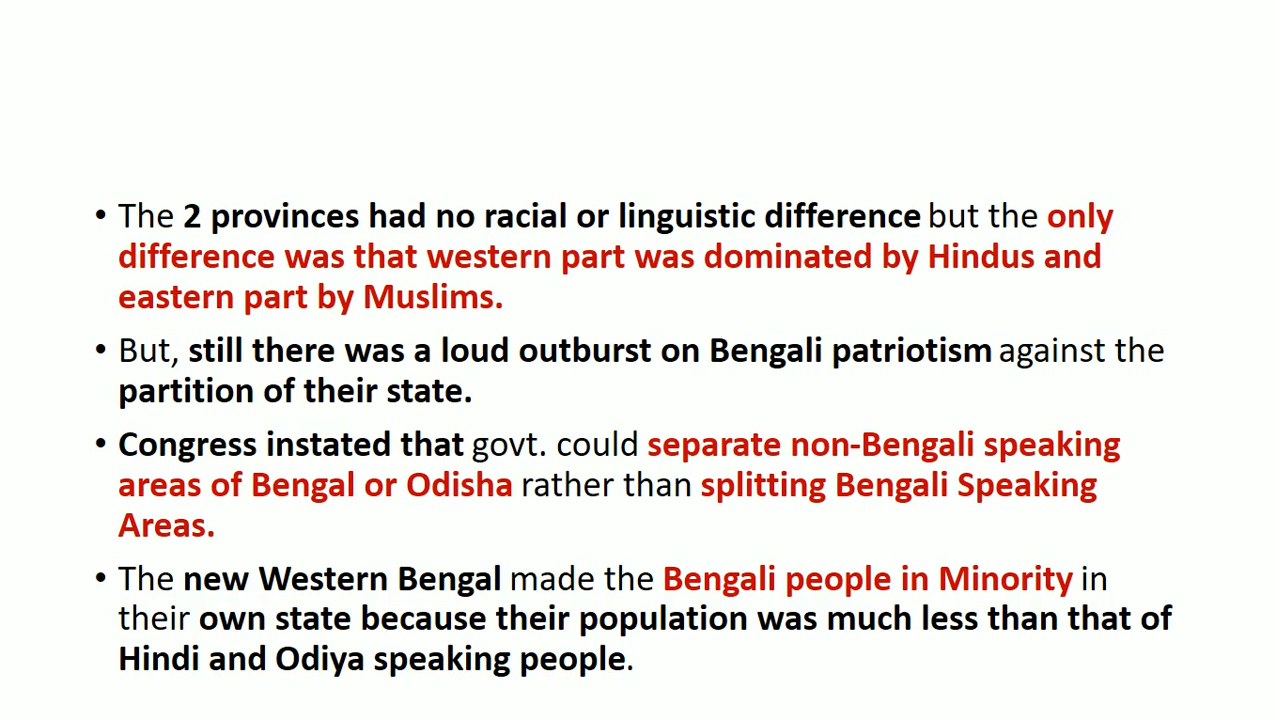 • The 2 provinces had no racial or linguistic difference but the only
difference was that western part was dominated by Hindus and
eastern part by Muslims.
• But, still there was a loud outburst on Bengali patriotism against the
partition of their state.
• Congress instated that govt. could separate non-Bengali speaking
areas of Bengal or Odisha rather than splitting Bengali Speaking
Areas.
• The new Western Bengal made the Bengali people in Minority in
their own state because their population was much less than that of
Hindi and Odiya speaking people.